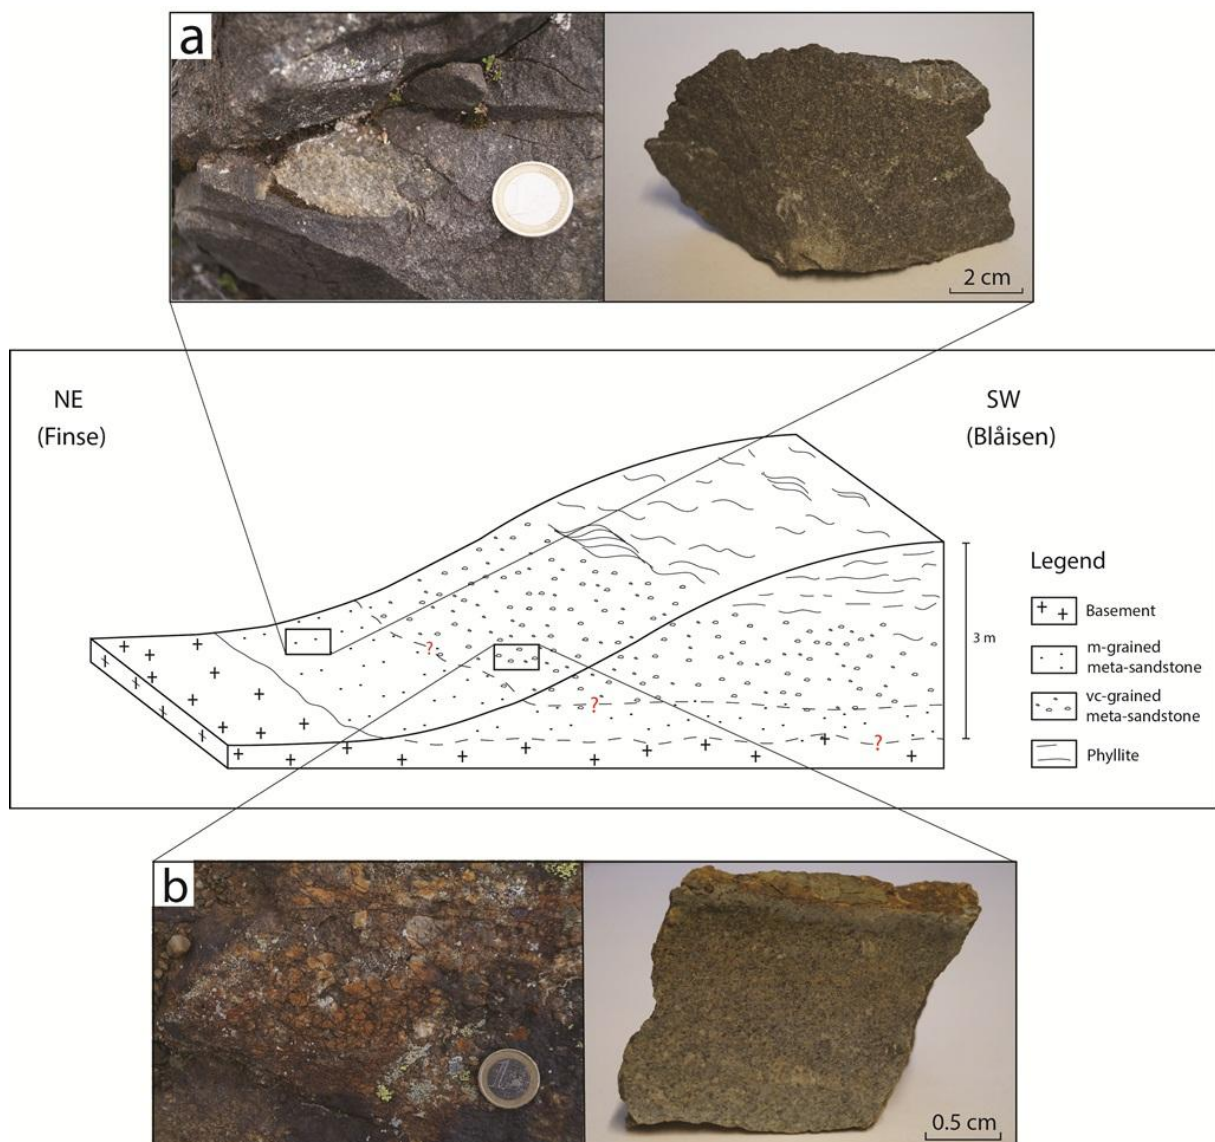 a
2 cm
NE
(Finse)
SW
(Blåisen)
?
?
?
3 m
Legend
Basement
m-grained
meta-sandstone
vc-grained
meta-sandstone
Phyllite
b
0.5 cm